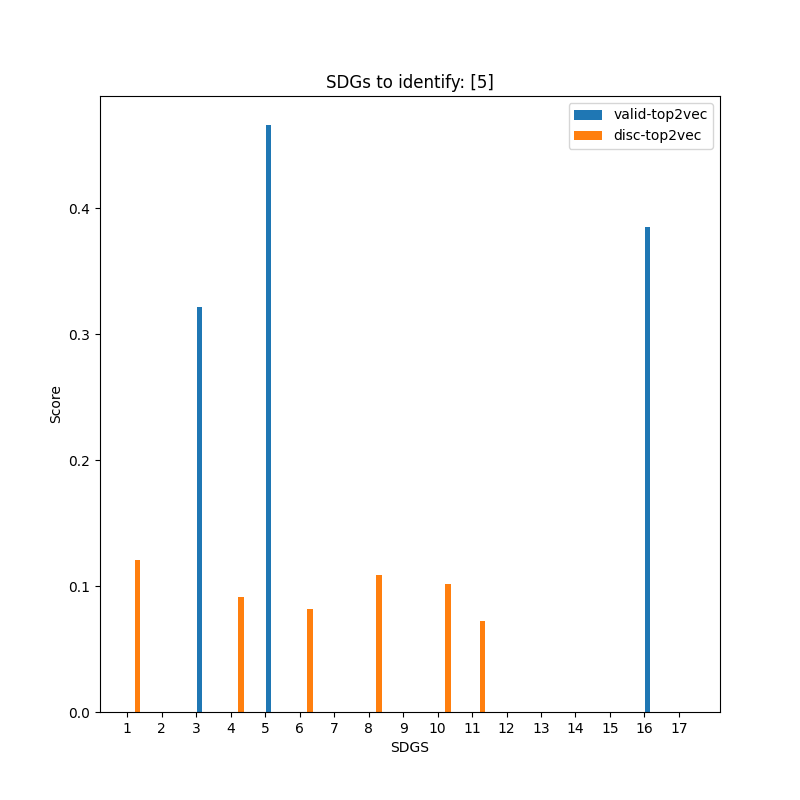 SDGs to identify: [5]
valid-top2vec
disc-top2vec
0.4
0.3
0.2
0.1
0.0
Score
1 2 3 4 5 6 7 8 9 10 11 12 13 14 15 16 17
SDGS